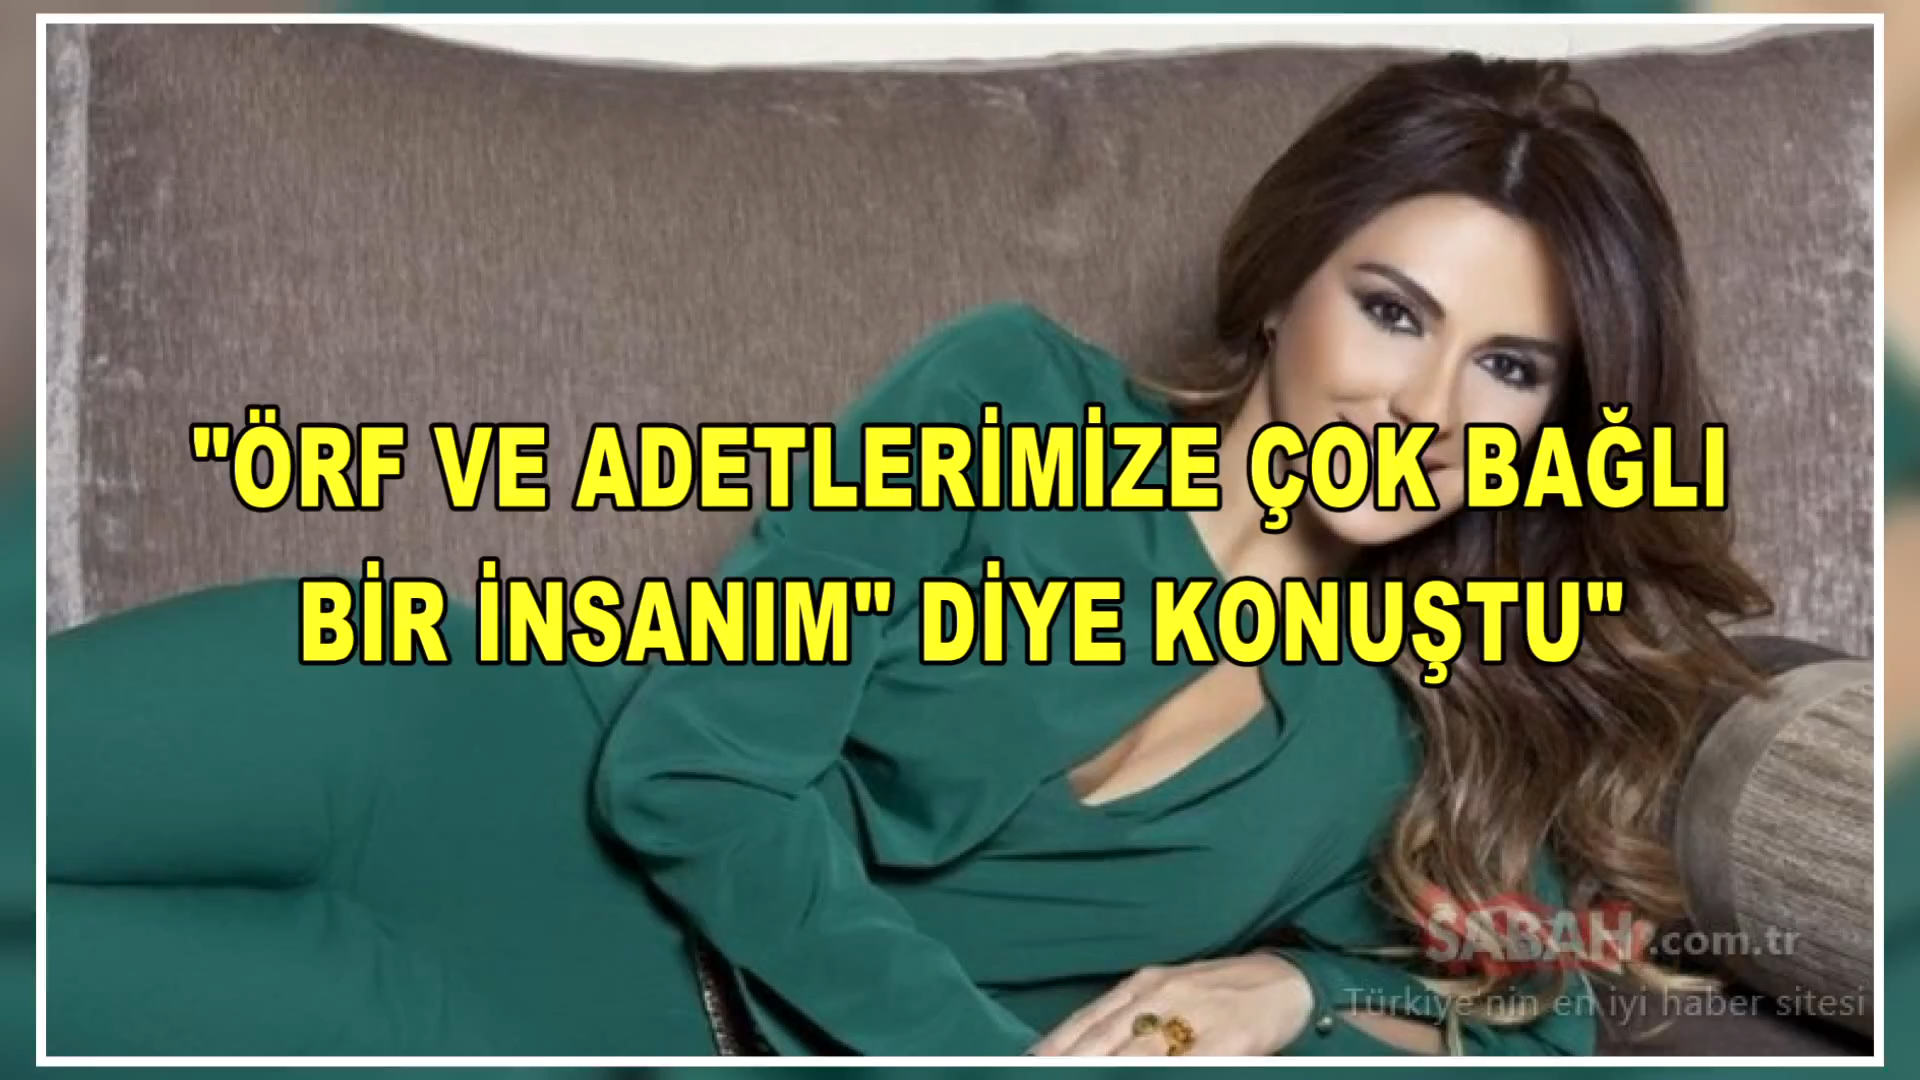 "ÖRF VE ADETLERİMİZE ÇOK BAĞLI
BİR İNSANIM" DİYE KONUŞTU"
SABAH.com.tr
Türkiye'nin en iyi haber sitesi